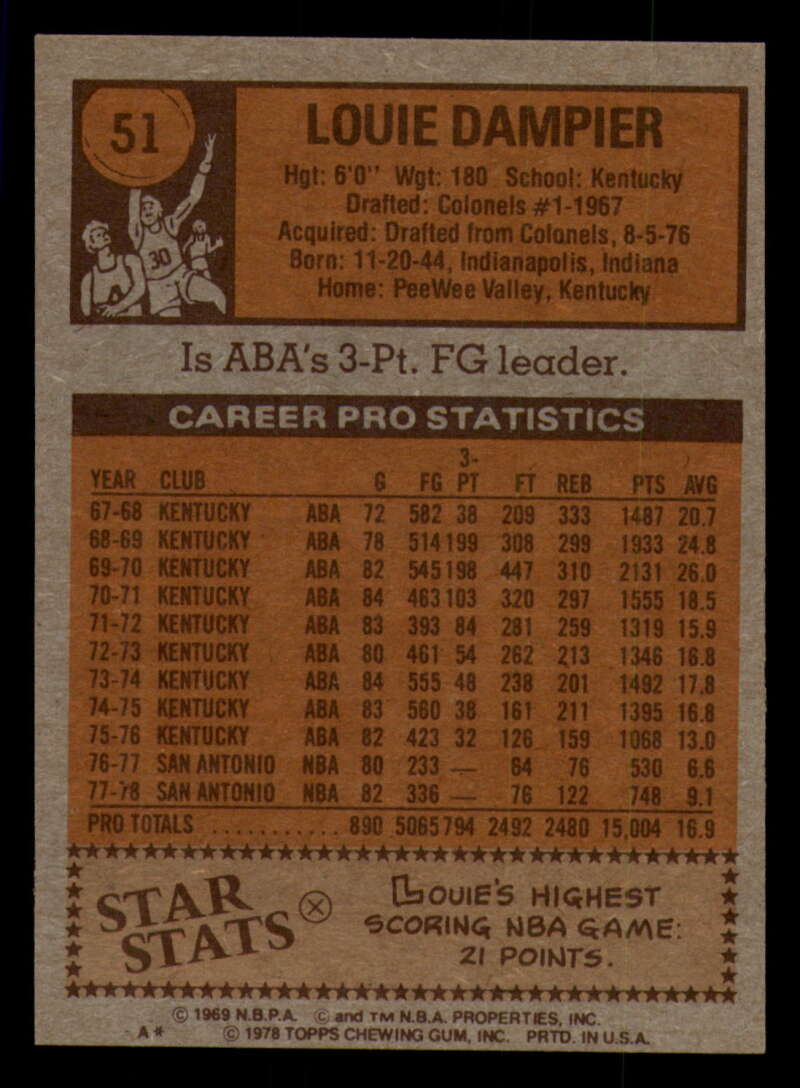 51
LOUIE DAMPIER
Hgt: 6'0" Wgt: 180 School: Kentucky
Drafted: Colonels #1-1967
Acquired: Drafted from Colonels, 8-5-76
Born: 11-20-44, Indianapolis, Indiana
Home: PeeWee Valley, Kentucky
30
Is ABA's 3-Pt. FG leader.
CAREER PRO STATISTICS
YEAR CLUB G FG 3-PT FT REB PTS AVG
67-68 KENTUCKY ABA 72 582 38 209 333 1487 20.7
68-69 KENTUCKY ABA 78 514 199 308 299 1933 24.8
69-70 KENTUCKY ABA 82 545 198 447 310 2131 26.0
70-71 KENTUCKY ABA 84 463 103 320 297 1555 18.5
71-72 KENTUCKY ABA 83 393 84 281 259 1319 15.9
72-73 KENTUCKY ABA 80 461 54 262 213 1346 16.8
73-74 KENTUCKY ABA 84 555 48 238 201 1492 17.8
74-75 KENTUCKY ABA 83 560 38 161 211 1395 16.8
75-76 KENTUCKY ABA 82 423 32 126 159 1068 13.0
76-77 SAN ANTONIO NBA 80 233 — 64 76 530 6.6
77-78 SAN ANTONIO NBA 82 336 — 76 122 748 9.1
PRO TOTALS ........... 890 5065 794 2492 2480 15,004 16.9
STAR STATS
LOUIE'S HIGHEST
SCORING NBA GAME:
21 POINTS.
© 1969 N.B.P.A. © and TM N.B.A. PROPERTIES, INC.
A* © 1978 TOPPS CHEWING GUM, INC. PRTD. IN U.S.A.